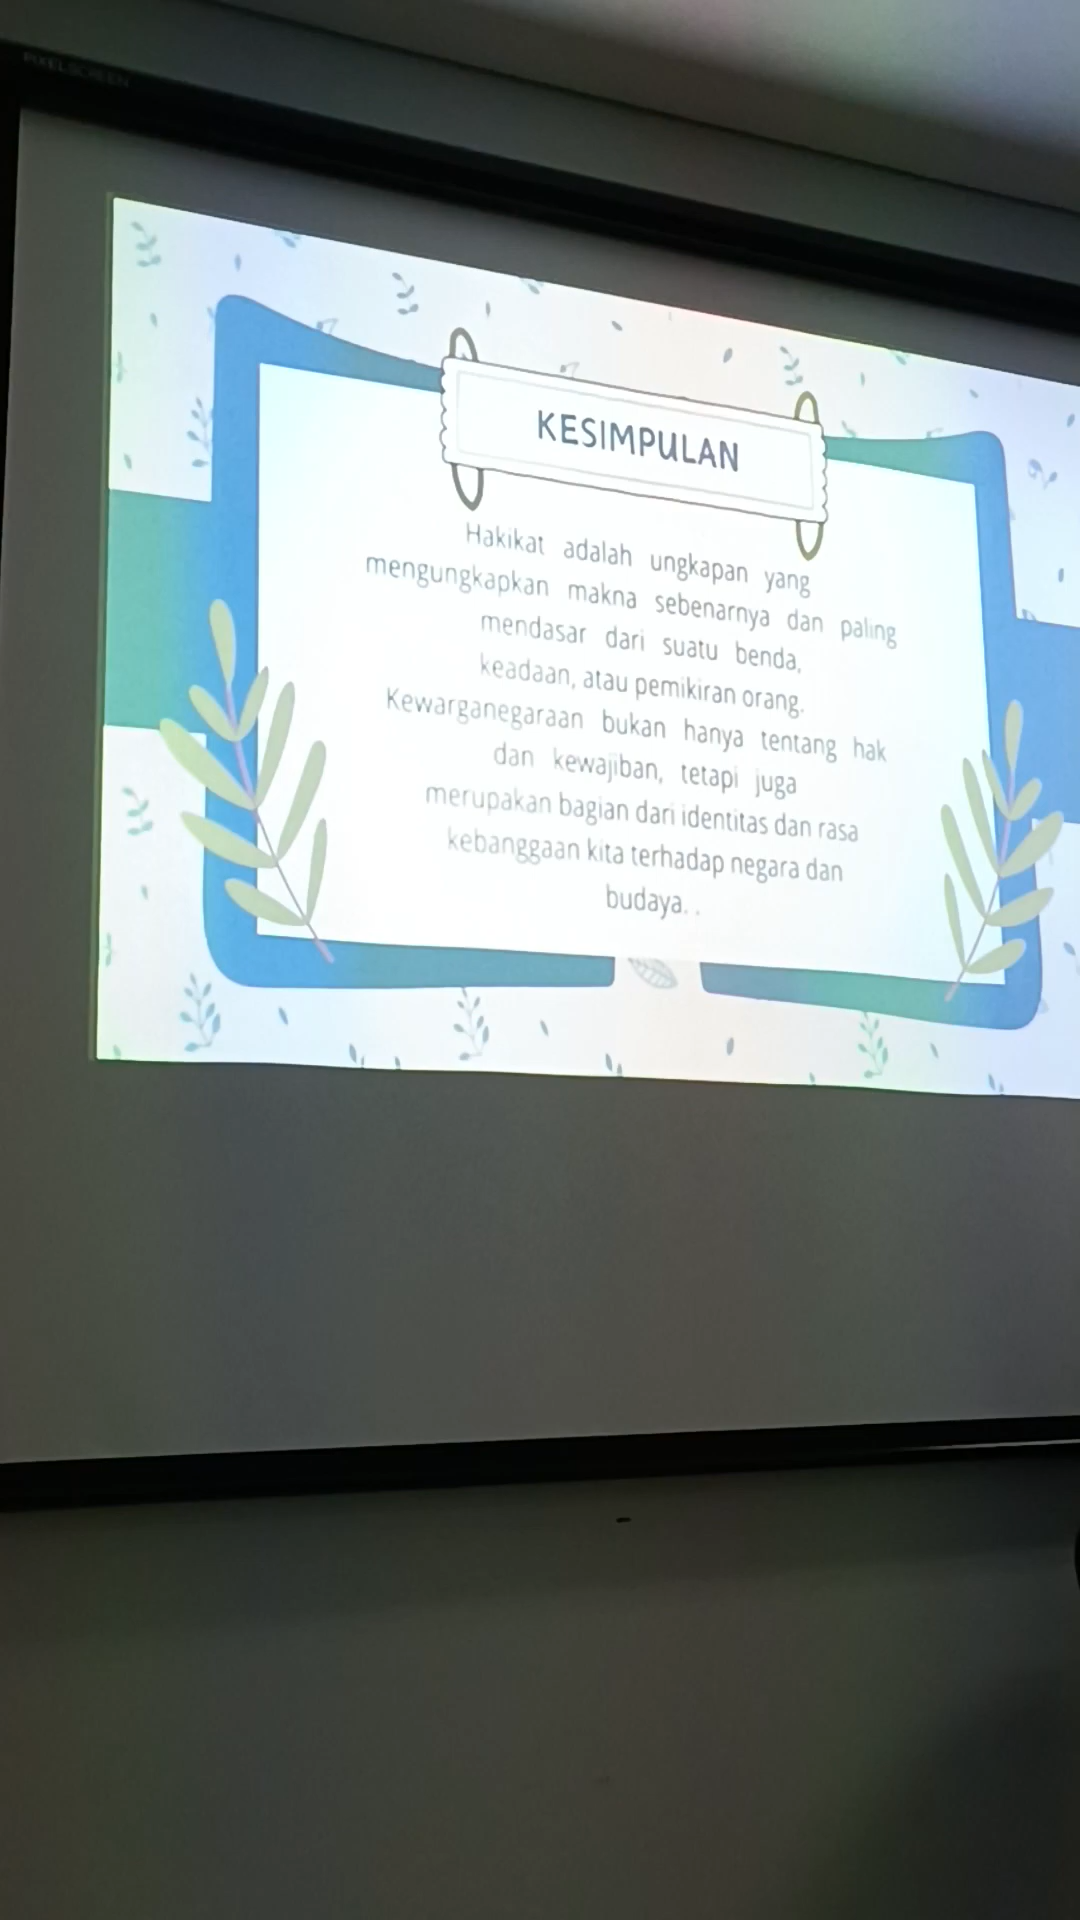 PIXEL SCREEN
KESIMPULAN
Hakikat adalah ungkapan yang
mengungkapkan makna sebenarnya dan paling
mendasar dari suatu benda,
keadaan, atau pemikiran orang.
Kewarganegaraan bukan hanya tentang hak
dan kewajiban, tetapi juga
merupakan bagian dari identitas dan rasa
kebanggaan kita terhadap negara dan
budaya. .